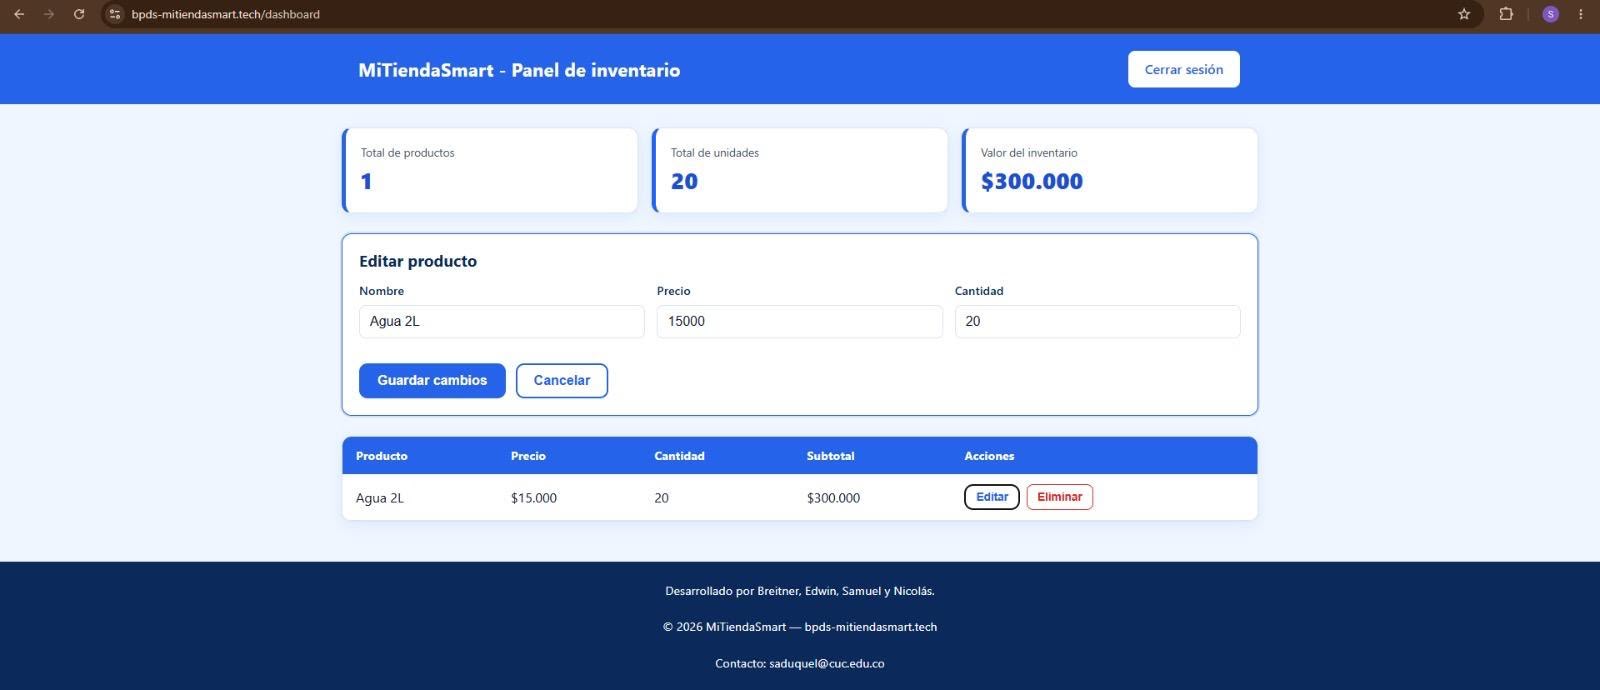 bpds-mitiendasmart.tech/dashboard
S
MiTiendaSmart - Panel de inventario
Cerrar sesión
Total de productos
1
Total de unidades
20
Valor del inventario
$300.000
Editar producto
Nombre
Agua 2L
Precio
15000
Cantidad
20
Guardar cambios
Cancelar
Producto Precio Cantidad Subtotal Acciones
Agua 2L $15.000 20 $300.000 Editar Eliminar
Desarrollado por Breitner, Edwin, Samuel y Nicolás.
© 2026 MiTiendaSmart — bpds-mitiendasmart.tech
Contacto: saduquel@cuc.edu.co